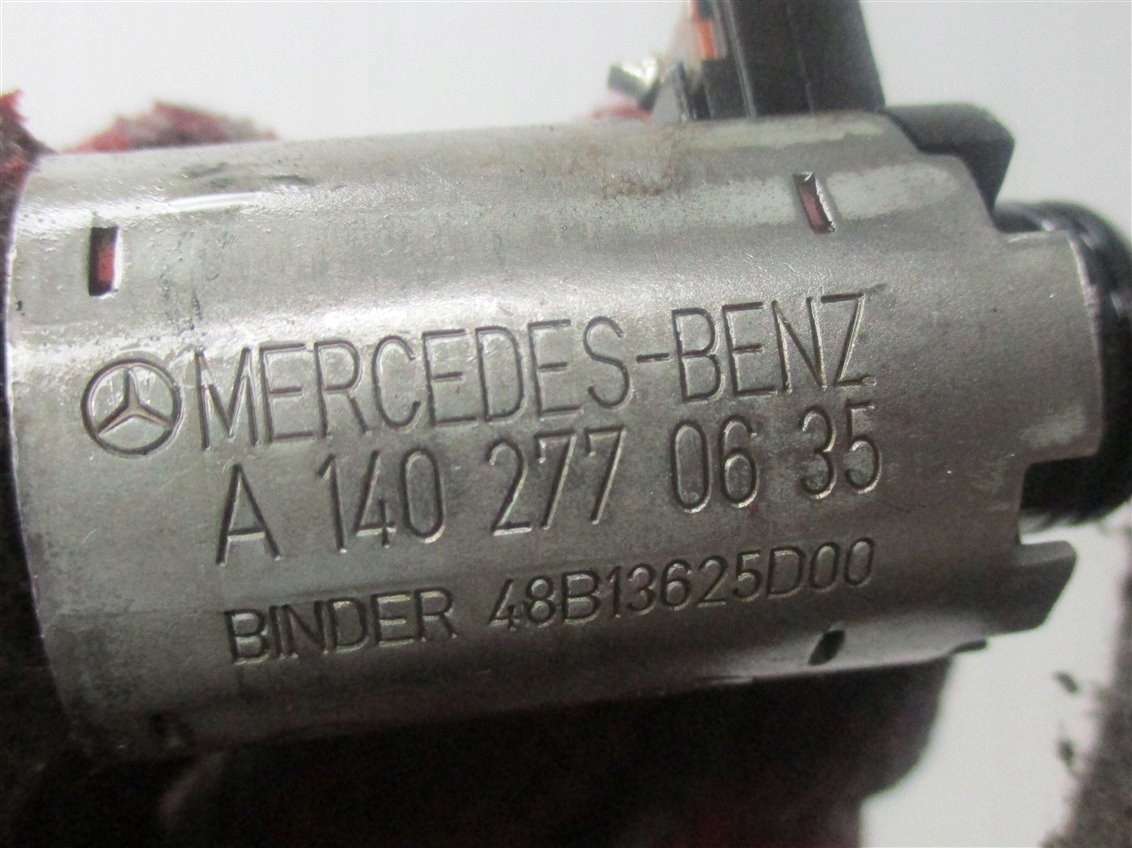 MERCEDES-BENZ
A 140 277 06 35
BINDER 48B13625D00